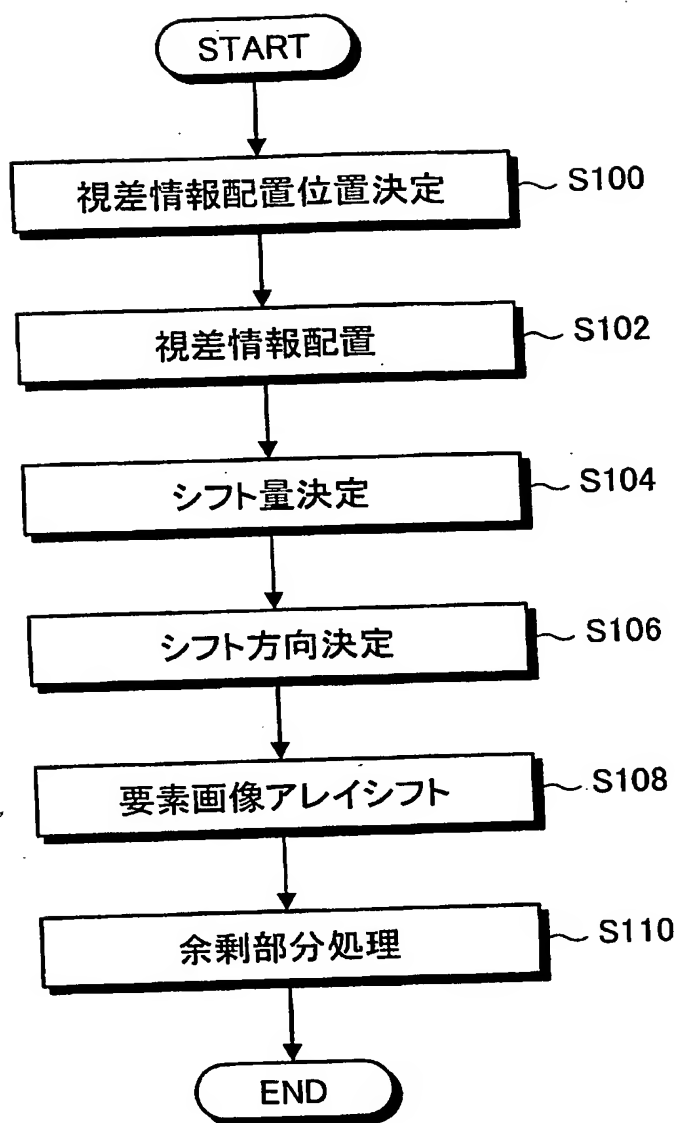 START
視差情報配置位置決定 ~ S100
視差情報配置 ~ S102
シフト量決定 ~ S104
シフト方向決定 ~ S106
要素画像アレイシフト ~ S108
余剰部分処理 ~ S110
END